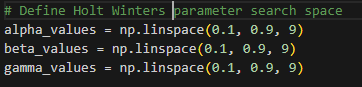 # Define Holt Winters parameter search space
alpha_values = np.linspace(0.1, 0.9, 9)
beta_values = np.linspace(0.1, 0.9, 9)
gamma_values = np.linspace(0.1, 0.9, 9)